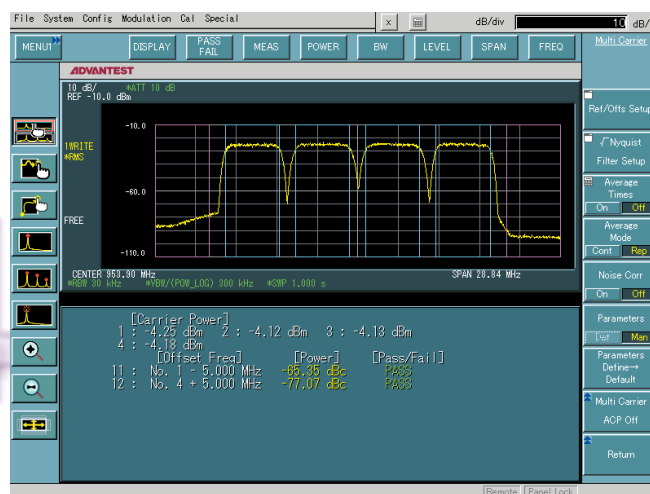 File System Config Modulation Cal Special x dB/div 10 dB/
MENU1 DISPLAY PASS FAIL MEAS POWER BW LEVEL SPAN FREQ
Multi Carrier
ADVANTEST
10 dB/ *ATT 10 dB
REF -10.0 dBm
-10.0
1WRITE
*RMS
-60.0
FREE
-110.0
CENTER 953.90 MHz SPAN 28.84 MHz
*RBW 30 kHz *VBW/(POW_LOG) 300 kHz *SWP 1.000 s
[Carrier Power]
1 : -4.25 dBm 2 : -4.12 dBm 3 : -4.13 dBm
4 : -4.18 dBm
[Offset Freq] [Power] [Pass/Fail]
11 : No. 1 - 5.000 MHz -65.35 dBc PASS
12 : No. 4 + 5.000 MHz -77.07 dBc PASS
Ref/Offs Setup
√Nyquist
Filter Setup
Average
Times
On Off
Average
Mode
Cont Rep
Noise Corr
On Off
Parameters
Man
Parameters
Define→
Default
Multi Carrier
ACP Off
Return
Remote Panel Lock